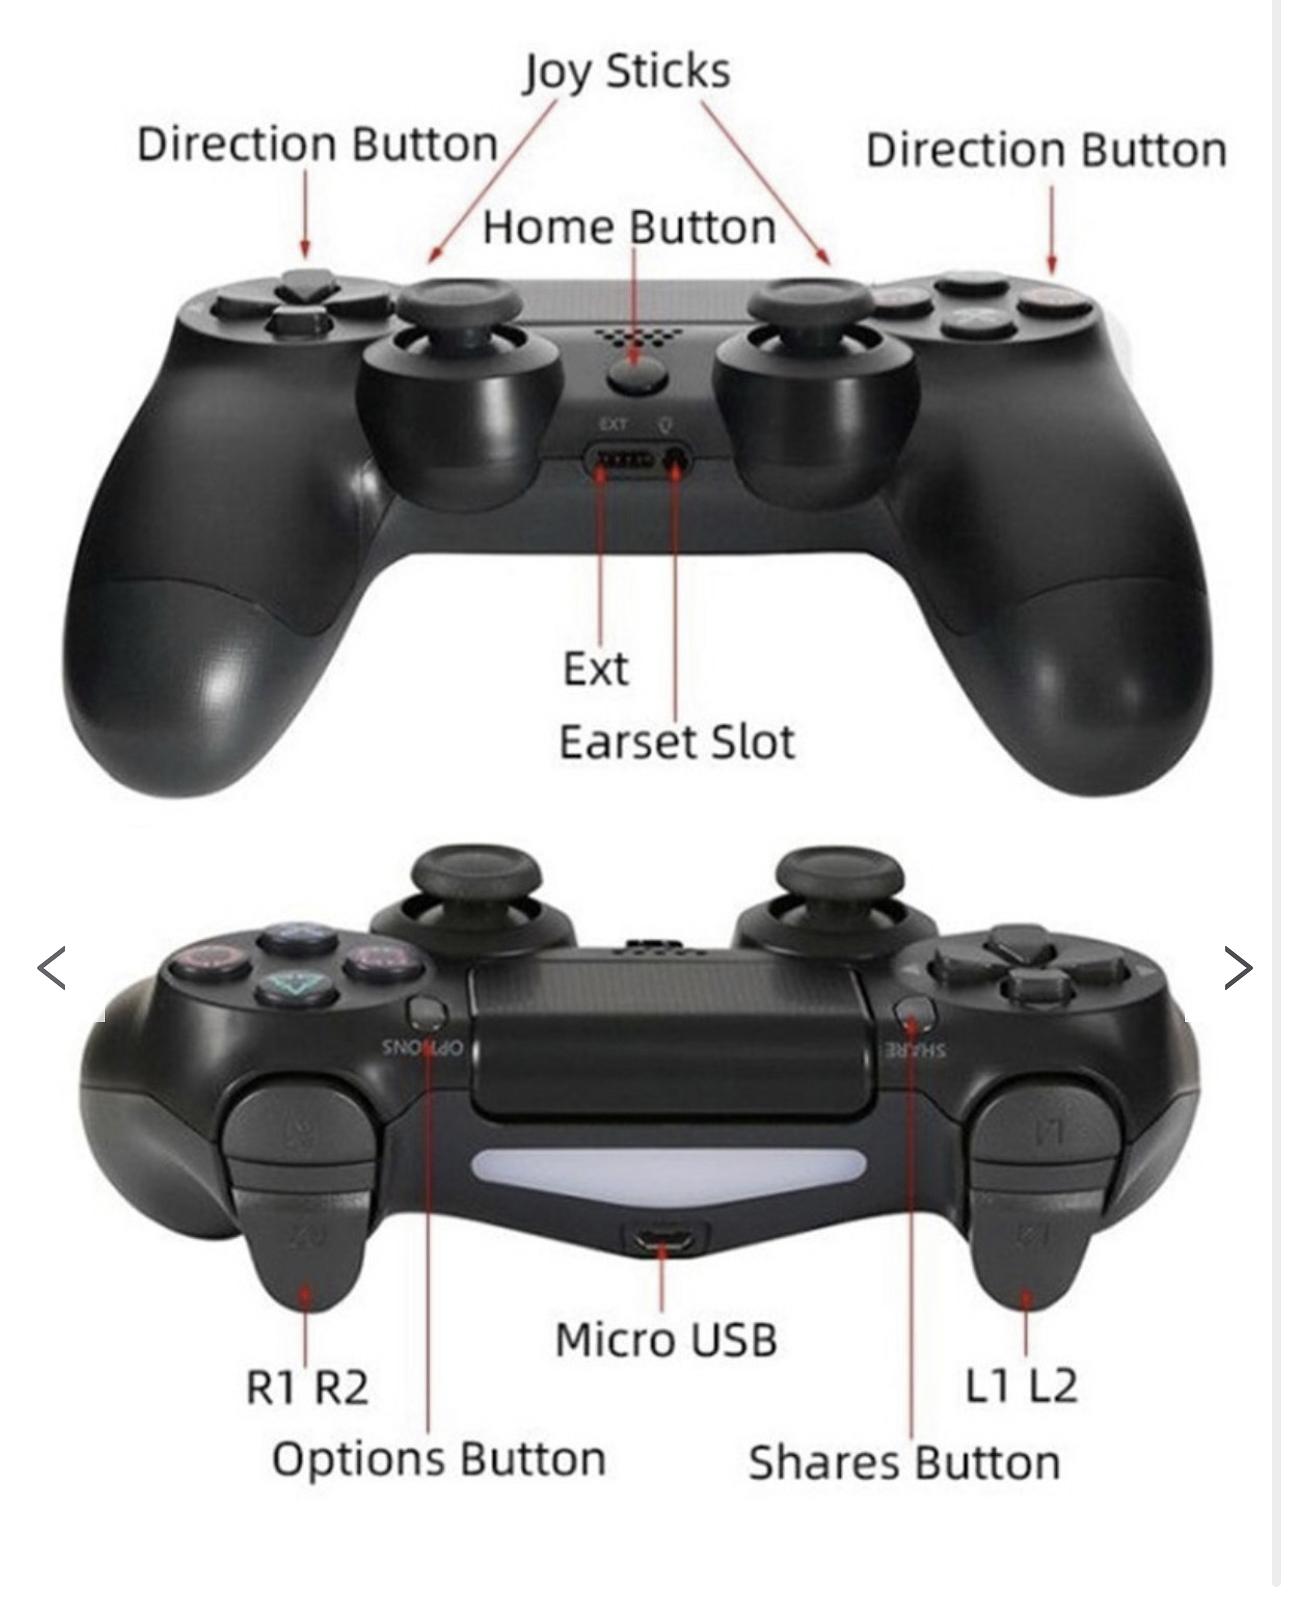 Joy Sticks
Direction Button
Direction Button
Home Button
EXT
Ext
Earset Slot
OPTIONS
SHARE
Micro USB
R1 R2
L1 L2
Options Button
Shares Button